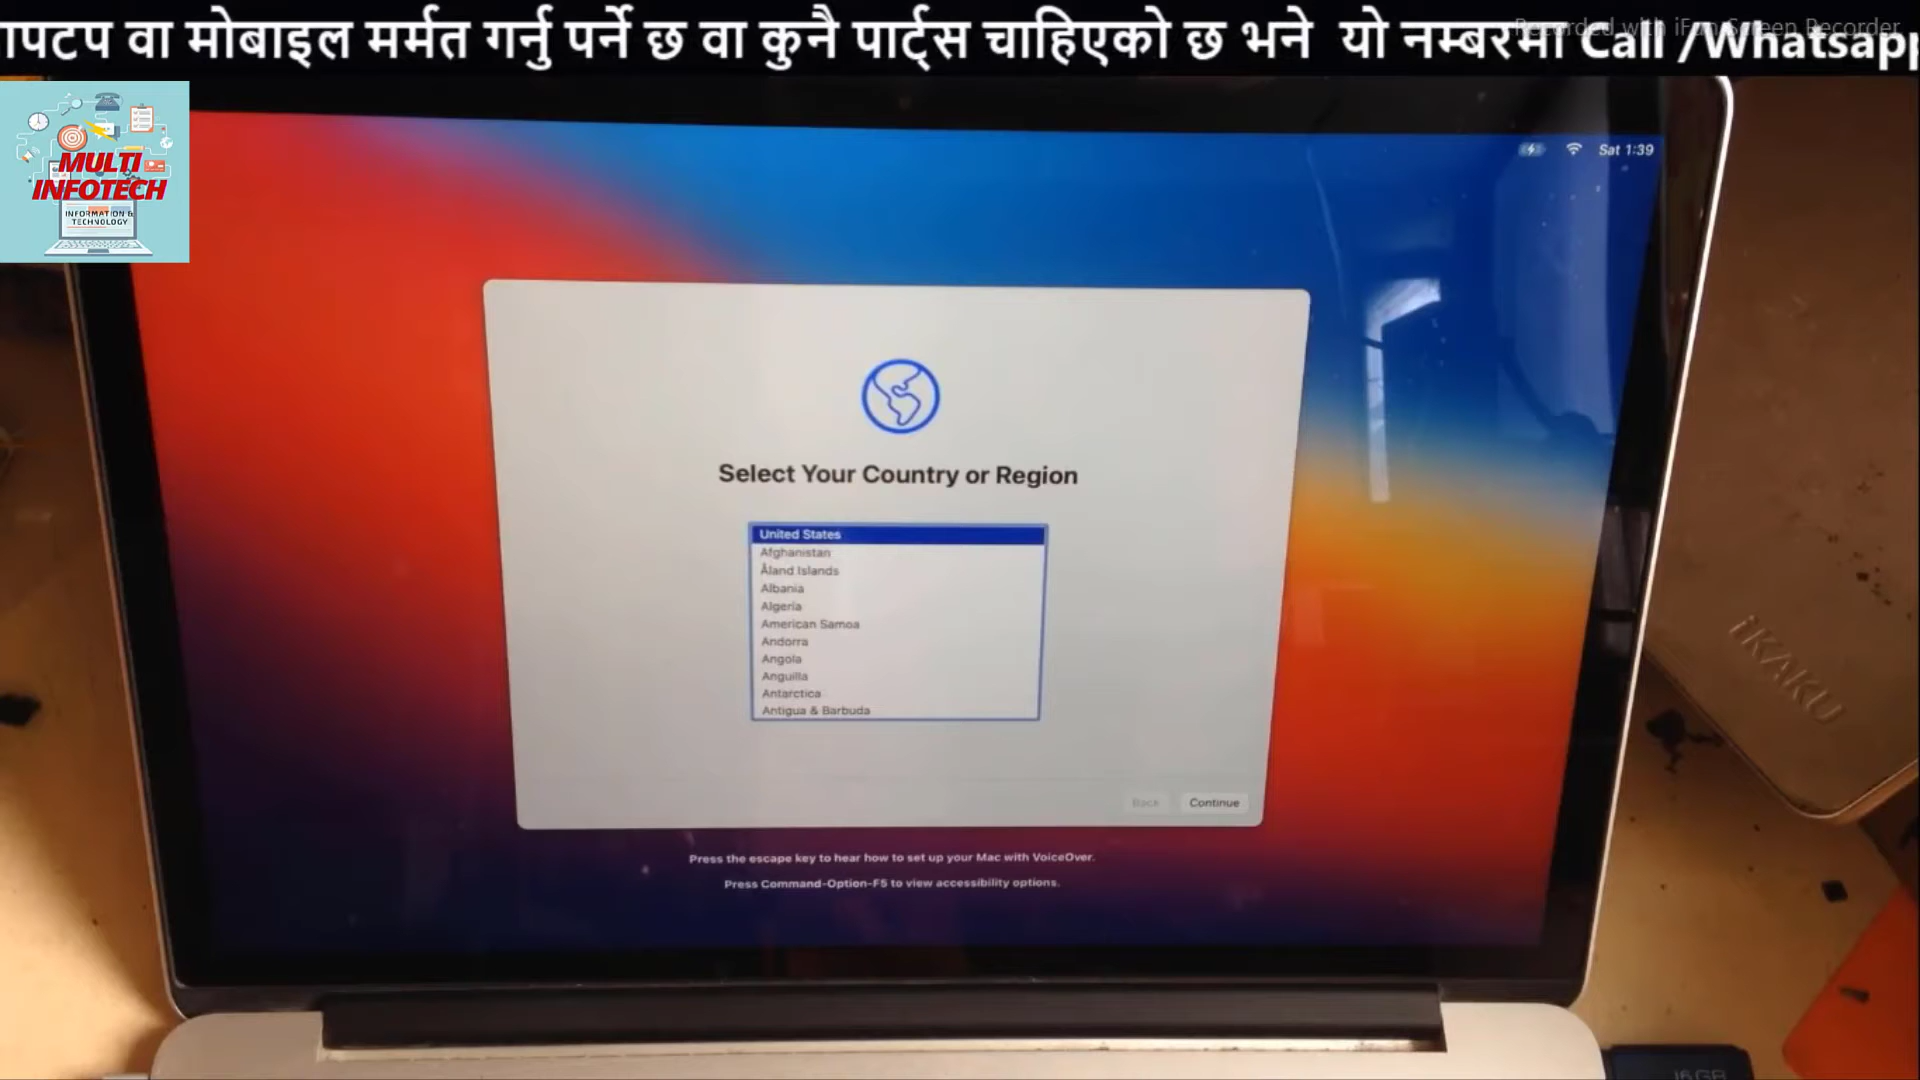 वा मोबाइल मर्मत गर्नु पर्ने छ वा कुनै पार्ट्स चाहिएको छ भने यो नम्बरमा Call /Whatsapp
Recorded with iFun Screen Recorder
MULTI
INFOTECH
INFORMATION &
TECHNOLOGY
Sat 1:39
Select Your Country or Region
United States
Afghanistan
Åland Islands
Albania
Algeria
American Samoa
Andorra
Angola
Anguilla
Antarctica
Antigua & Barbuda
Back
Continue
Press the escape key to hear how to set up your Mac with VoiceOver.
Press Command-Option-F5 to view accessibility options.
iKAKU
16GB